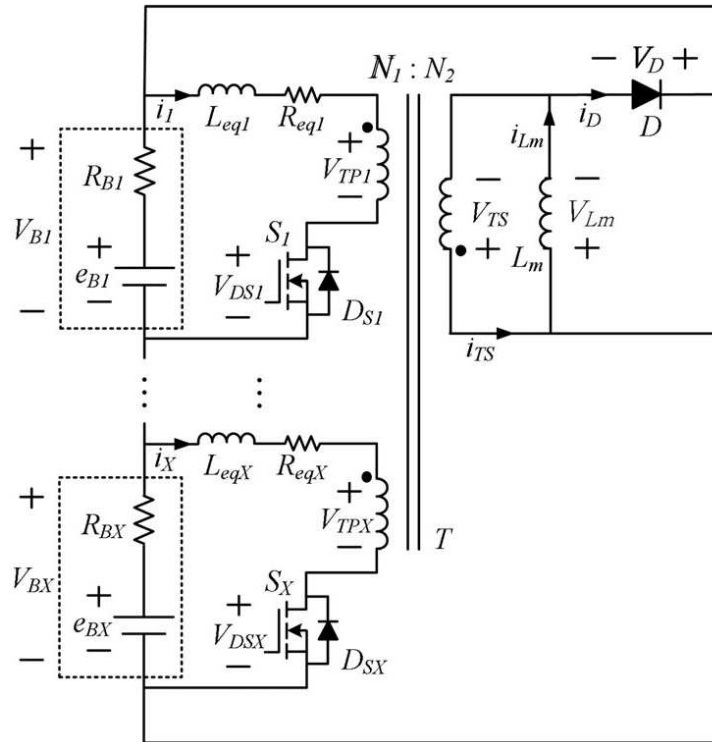 N1 : N2
− VD +
i1
Leq1
Req1
iLm
iD
D
+
+
RB1
VTP1
−
−
−
VB1
S1
VTS
VLm
+
eB1
−
+
VDS1
−
+
Lm
+
−
DS1
iTS
⋮
⋮
iX
LeqX
ReqX
+
+
RBX
VTPX
−
T
VBX
SX
+
eBX
−
+
VDSX
−
−
DSX